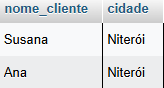 nome_cliente cidade
Susana Niterói
Ana Niterói